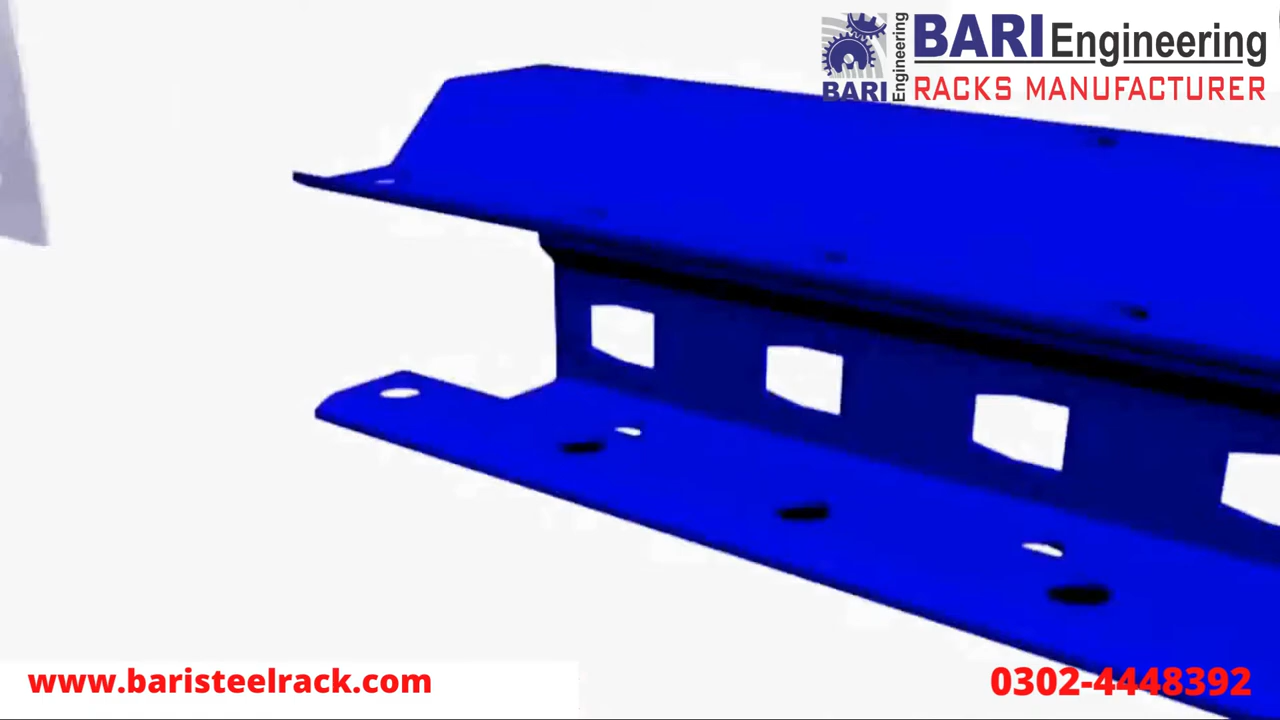 BARI Engineering
RACKS MANUFACTURER
BARI
Engineering
www.baristeelrack.com
0302-4448392